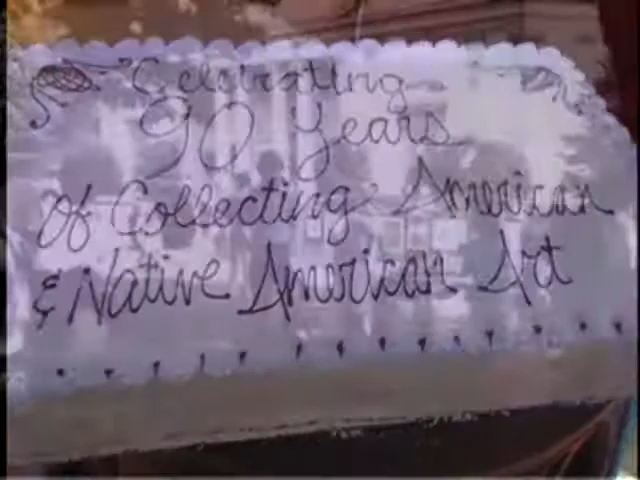 Celebrating
90 Years
Of Collecting American
& Native American Art